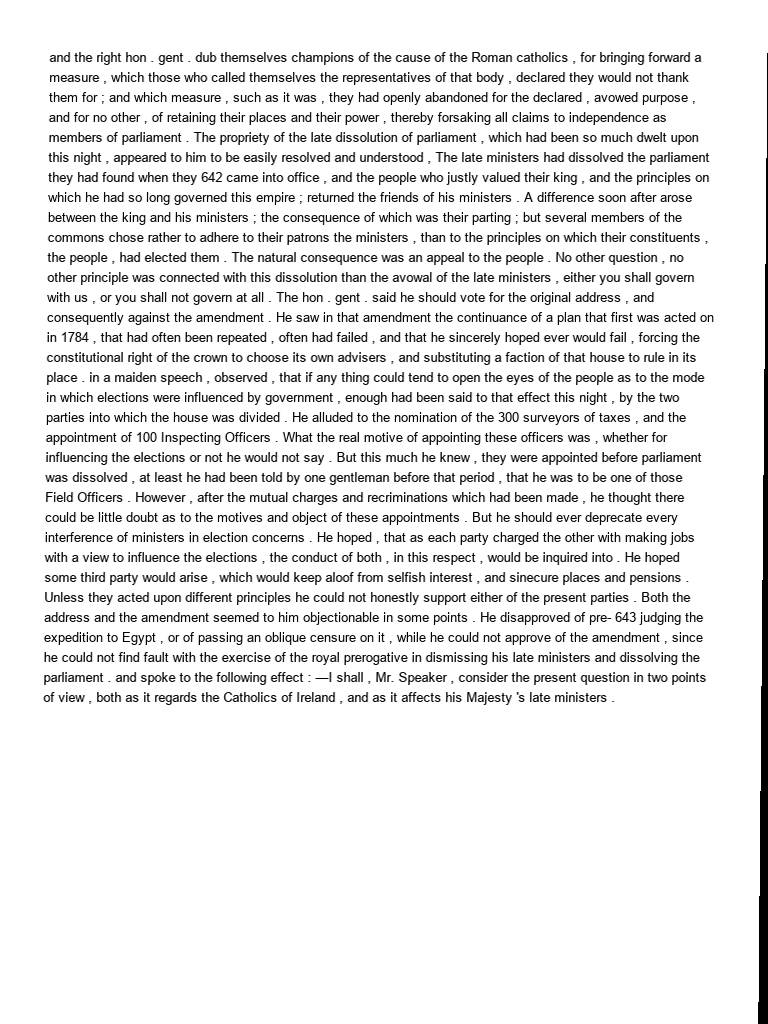 and the right hon . gent . dub themselves champions of the cause of the Roman catholics , for bringing forward a
measure , which those who called themselves the representatives of that body , declared they would not thank
them for ; and which measure , such as it was , they had openly abandoned for the declared , avowed purpose ,
and for no other , of retaining their places and their power , thereby forsaking all claims to independence as
members of parliament . The propriety of the late dissolution of parliament , which had been so much dwelt upon
this night , appeared to him to be easily resolved and understood , The late ministers had dissolved the parliament
they had found when they 642 came into office , and the people who justly valued their king , and the principles on
which he had so long governed this empire ; returned the friends of his ministers . A difference soon after arose
between the king and his ministers ; the consequence of which was their parting ; but several members of the
commons chose rather to adhere to their patrons the ministers , than to the principles on which their constituents ,
the people , had elected them . The natural consequence was an appeal to the people . No other question , no
other principle was connected with this dissolution than the avowal of the late ministers , either you shall govern
with us , or you shall not govern at all . The hon . gent . said he should vote for the original address , and
consequently against the amendment . He saw in that amendment the continuance of a plan that first was acted on
in 1784 , that had often been repeated , often had failed , and that he sincerely hoped ever would fail , forcing the
constitutional right of the crown to choose its own advisers , and substituting a faction of that house to rule in its
place . in a maiden speech , observed , that if any thing could tend to open the eyes of the people as to the mode
in which elections were influenced by government , enough had been said to that effect this night , by the two
parties into which the house was divided . He alluded to the nomination of the 300 surveyors of taxes , and the
appointment of 100 Inspecting Officers . What the real motive of appointing these officers was , whether for
influencing the elections or not he would not say . But this much he knew , they were appointed before parliament
was dissolved , at least he had been told by one gentleman before that period , that he was to be one of those
Field Officers . However , after the mutual charges and recriminations which had been made , he thought there
could be little doubt as to the motives and object of these appointments . But he should ever deprecate every
interference of ministers in election concerns . He hoped , that as each party charged the other with making jobs
with a view to influence the elections , the conduct of both , in this respect , would be inquired into . He hoped
some third party would arise , which would keep aloof from selfish interest , and sinecure places and pensions .
Unless they acted upon different principles he could not honestly support either of the present parties . Both the
address and the amendment seemed to him objectionable in some points . He disapproved of pre- 643 judging the
expedition to Egypt , or of passing an oblique censure on it , while he could not approve of the amendment , since
he could not find fault with the exercise of the royal prerogative in dismissing his late ministers and dissolving the
parliament . and spoke to the following effect : —I shall , Mr. Speaker , consider the present question in two points
of view , both as it regards the Catholics of Ireland , and as it affects his Majesty 's late ministers .